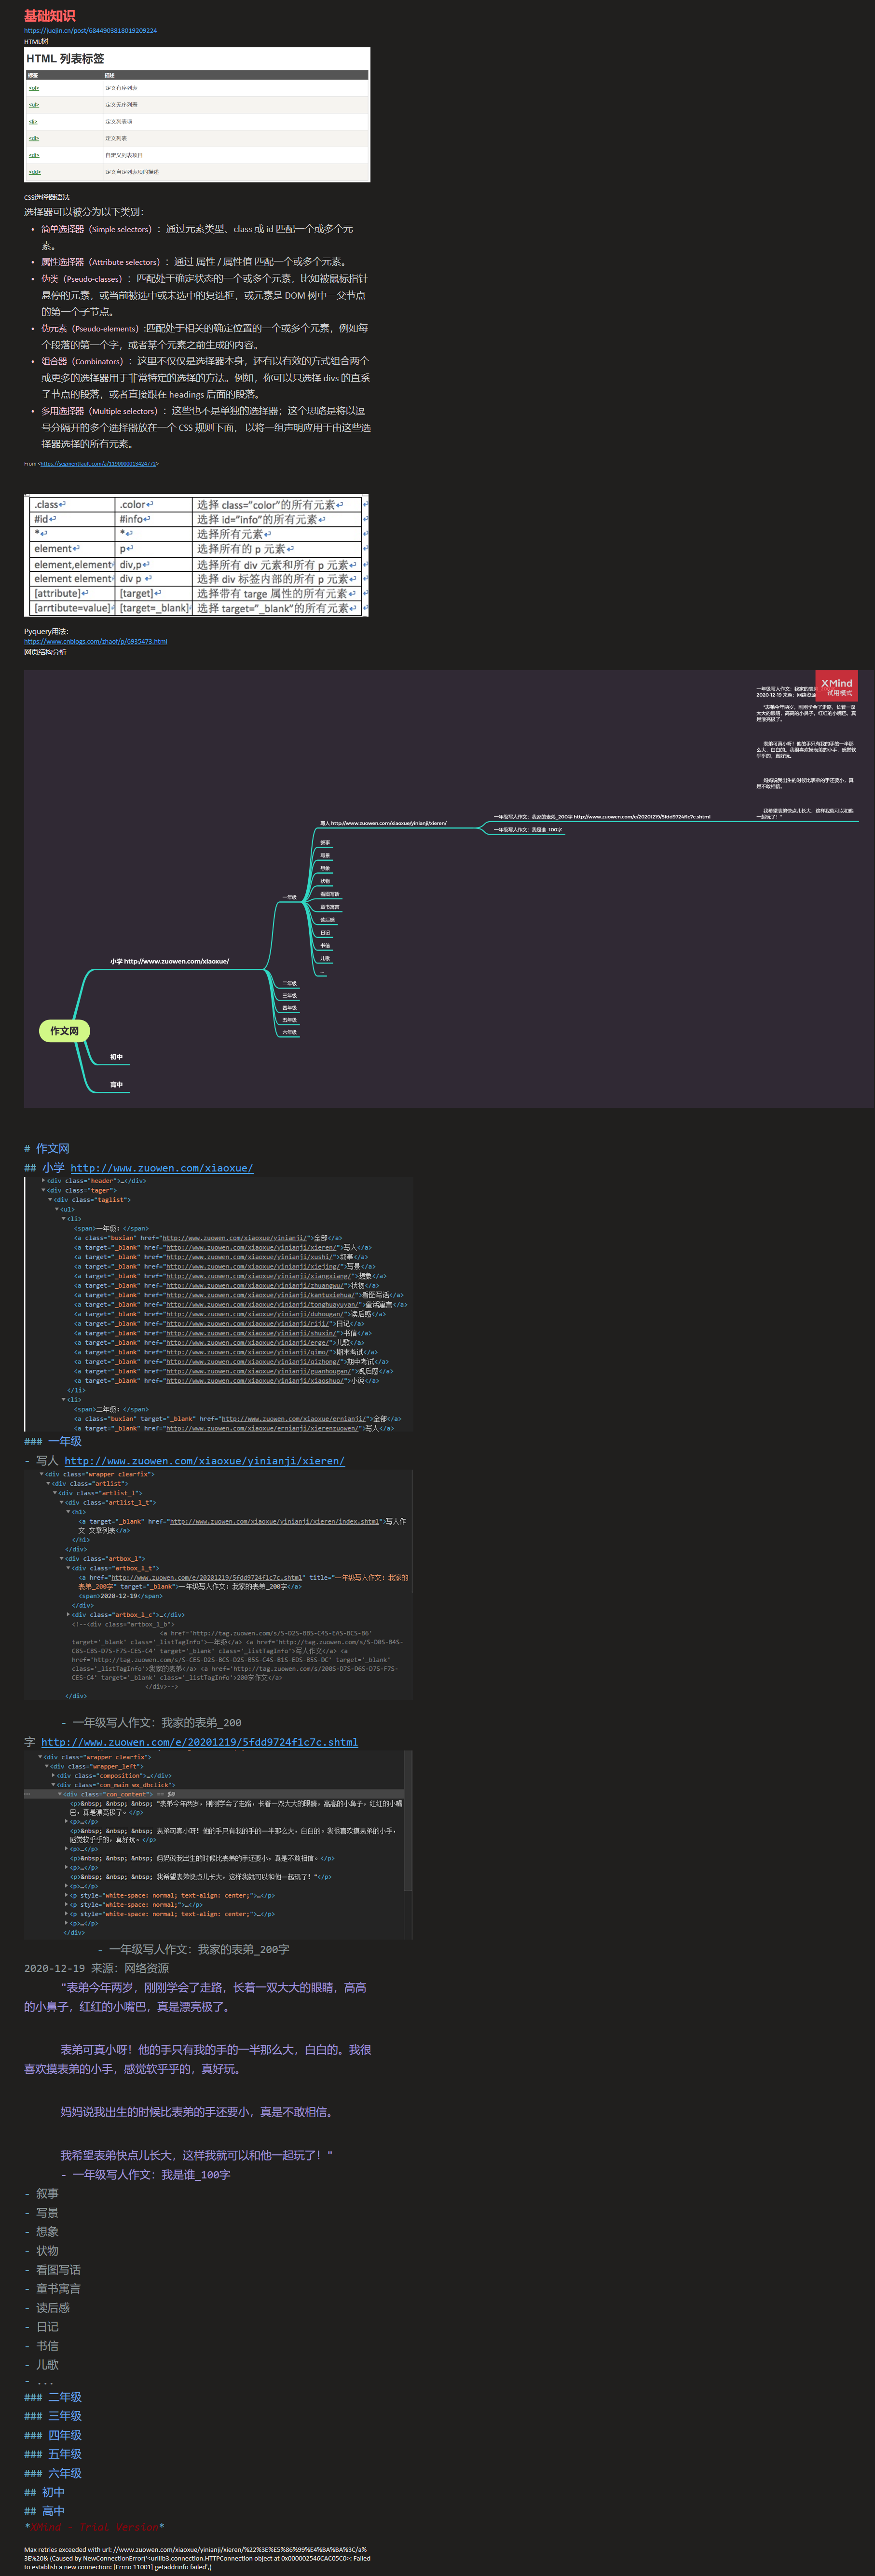 基础知识
https://juejin.cn/post/6844903818019209224
HTML树
HTML 列表标签
标签 描述
<ol> 定义有序列表
<ul> 定义无序列表
<li> 定义列表项
<dl> 定义列表
<dt> 自定义列表项目
<dd> 定义自定列表项的描述
CSS选择器语法
选择器可以被分为以下类别：
• 简单选择器（Simple selectors）：通过元素类型、class 或 id 匹配一个或多个元
素。
• 属性选择器（Attribute selectors）：通过 属性 / 属性值 匹配一个或多个元素。
• 伪类（Pseudo-classes）：匹配处于确定状态的一个或多个元素，比如被鼠标指针
悬停的元素，或当前被选中或未选中的复选框，或元素是 DOM 树中一父节点
的第一个子节点。
• 伪元素（Pseudo-elements）:匹配处于相关的确定位置的一个或多个元素，例如每
个段落的第一个字，或者某个元素之前生成的内容。
• 组合器（Combinators）：这里不仅仅是选择器本身，还有以有效的方式组合两个
或更多的选择器用于非常特定的选择的方法。例如，你可以只选择 divs 的直系
子节点的段落，或者直接跟在 headings 后面的段落。
• 多用选择器（Multiple selectors）：这些也不是单独的选择器；这个思路是将以逗
号分隔开的多个选择器放在一个 CSS 规则下面， 以将一组声明应用于由这些选
择器选择的所有元素。
From <https://segmentfault.com/a/1190000013424772>
.class .color 选择 class="color"的所有元素
#id #info 选择 id="info"的所有元素
* * 选择所有元素
element p 选择所有的 p 元素
element,element div,p 选择所有 div 元素和所有 p 元素
element element div p 选择 div 标签内部的所有 p 元素
[attribute] [target] 选择带有 targe 属性的所有元素
[arrtibute=value] [target=_blank] 选择 target="_blank"的所有元素
Pyquery用法：
https://www.cnblogs.com/zhaof/p/6935473.html
网页结构分析
XMind
试用模式
一年级写人作文：我家的表弟
2020-12-19 来源：网络资源
"表弟今年两岁，刚刚学会了走路，长着一双
大大的眼睛，高高的小鼻子，红红的小嘴巴，真
是漂亮极了。
表弟可真小呀！他的手只有我的手的一半那
么大，白白的。我很喜欢摸表弟的小手，感觉软
乎乎的，真好玩。
妈妈说我出生的时候比表弟的手还要小，真
是不敢相信。
我希望表弟快点儿长大，这样我就可以和他
一起玩了！"
一年级写人作文：我家的表弟_200字 http://www.zuowen.com/e/20201219/5fdd9724f1c7c.shtml
写人 http://www.zuowen.com/xiaoxue/yinianji/xieren/
一年级写人作文：我是谁_100字
叙事
写景
想象
状物
看图写话
童书寓言
读后感
日记
书信
儿歌
...
一年级
小学 http://www.zuowen.com/xiaoxue/
二年级
三年级
四年级
五年级
六年级
作文网
初中
高中
# 作文网
## 小学 http://www.zuowen.com/xiaoxue/
<div class="header">…</div>
<div class="tager">
<div class="taglist">
<ul>
<li>
<span>一年级: </span>
<a class="buxian" href="http://www.zuowen.com/xiaoxue/yinianji/">全部</a>
<a target="_blank" href="http://www.zuowen.com/xiaoxue/yinianji/xieren/">写人</a>
<a target="_blank" href="http://www.zuowen.com/xiaoxue/yinianji/xushi/">叙事</a>
<a target="_blank" href="http://www.zuowen.com/xiaoxue/yinianji/xiejing/">写景</a>
<a target="_blank" href="http://www.zuowen.com/xiaoxue/yinianji/xiangxiang/">想象</a>
<a target="_blank" href="http://www.zuowen.com/xiaoxue/yinianji/zhuangwu/">状物</a>
<a target="_blank" href="http://www.zuowen.com/xiaoxue/yinianji/kantuxiehua/">看图写话</a>
<a target="_blank" href="http://www.zuowen.com/xiaoxue/yinianji/tonghuayuyan/">童话寓言</a>
<a target="_blank" href="http://www.zuowen.com/xiaoxue/yinianji/duhougan/">读后感</a>
<a target="_blank" href="http://www.zuowen.com/xiaoxue/yinianji/riji/">日记</a>
<a target="_blank" href="http://www.zuowen.com/xiaoxue/yinianji/shuxin/">书信</a>
<a target="_blank" href="http://www.zuowen.com/xiaoxue/yinianji/erge/">儿歌</a>
<a target="_blank" href="http://www.zuowen.com/xiaoxue/yinianji/qimo/">期末考试</a>
<a target="_blank" href="http://www.zuowen.com/xiaoxue/yinianji/qizhong/">期中考试</a>
<a target="_blank" href="http://www.zuowen.com/xiaoxue/yinianji/guanhougan/">观后感</a>
<a target="_blank" href="http://www.zuowen.com/xiaoxue/yinianji/xiaoshuo/">小说</a>
</li>
<li>
<span>二年级: </span>
<a class="buxian" target="_blank" href="http://www.zuowen.com/xiaoxue/ernianji/">全部</a>
<a target="_blank" href="http://www.zuowen.com/xiaoxue/ernianji/xierenzuowen/">写人</a>
### 一年级
- 写人 http://www.zuowen.com/xiaoxue/yinianji/xieren/
<div class="wrapper clearfix">
<div class="artlist">
<div class="artlist_l">
<div class="artlist_l_t">
<h1>
<a target="_blank" href="http://www.zuowen.com/xiaoxue/yinianji/xieren/index.shtml">写人作
文 文章列表</a>
</h1>
</div>
<div class="artbox_l">
<div class="artbox_l_t">
<a href="http://www.zuowen.com/e/20201219/5fdd9724f1c7c.shtml" title="一年级写人作文：我家的
表弟_200字" target="_blank">一年级写人作文：我家的表弟_200字</a>
<span>2020-12-19</span>
</div>
<div class="artbox_l_c">…</div>
<!--<div class="artbox_l_b">
<a href='http://tag.zuowen.com/s/S-D2S-BBS-C4S-EAS-BCS-B6'
target='_blank' class='_listTagInfo'>一年级</a> <a href='http://tag.zuowen.com/s/S-D0S-B4S-
C8S-CBS-D7S-F7S-CES-C4' target='_blank' class='_listTagInfo'>写人作文</a> <a
href='http://tag.zuowen.com/s/S-CES-D2S-BCS-D2S-B5S-C4S-B1S-EDS-B5S-DC' target='_blank'
class='_listTagInfo'>我家的表弟</a> <a href='http://tag.zuowen.com/s/200S-D7S-D6S-D7S-F7S-
CES-C4' target='_blank' class='_listTagInfo'>200字作文</a>
</div>-->
</div>
- 一年级写人作文：我家的表弟_200
字 http://www.zuowen.com/e/20201219/5fdd9724f1c7c.shtml
<div class="wrapper clearfix">
<div class="wrapper_left">
<div class="composition">…</div>
<div class="con_main wx_dbclick">
<div class="con_content"> == $0
<p>&nbsp; &nbsp; &nbsp; "表弟今年两岁，刚刚学会了走路，长着一双大大的眼睛，高高的小鼻子，红红的小嘴
巴，真是漂亮极了。</p>
<p>…</p>
<p>&nbsp; &nbsp; &nbsp; 表弟可真小呀！他的手只有我的手的一半那么大，白白的。我很喜欢摸表弟的小手，
感觉软乎乎的，真好玩。</p>
<p>…</p>
<p>&nbsp; &nbsp; &nbsp; 妈妈说我出生的时候比表弟的手还要小，真是不敢相信。</p>
<p>…</p>
<p>&nbsp; &nbsp; &nbsp; 我希望表弟快点儿长大，这样我就可以和他一起玩了！"</p>
<p>…</p>
<p style="white-space: normal; text-align: center;">…</p>
<p style="white-space: normal;">…</p>
<p style="white-space: normal; text-align: center;">…</p>
<p>…</p>
</div>
- 一年级写人作文：我家的表弟_200字
2020-12-19 来源：网络资源
"表弟今年两岁，刚刚学会了走路，长着一双大大的眼睛，高高
的小鼻子，红红的小嘴巴，真是漂亮极了。
表弟可真小呀！他的手只有我的手的一半那么大，白白的。我很
喜欢摸表弟的小手，感觉软乎乎的，真好玩。
妈妈说我出生的时候比表弟的手还要小，真是不敢相信。
我希望表弟快点儿长大，这样我就可以和他一起玩了！"
- 一年级写人作文：我是谁_100字
- 叙事
- 写景
- 想象
- 状物
- 看图写话
- 童书寓言
- 读后感
- 日记
- 书信
- 儿歌
- ...
### 二年级
### 三年级
### 四年级
### 五年级
### 六年级
## 初中
## 高中
*XMind - Trial Version*
Max retries exceeded with url: //www.zuowen.com/xiaoxue/yinianji/xieren/%22%3E%E5%86%99%E4%BA%BA%3C/a%
3E%20& (Caused by NewConnectionError('<urllib3.connection.HTTPConnection object at 0x000002546CAC05C0>: Failed
to establish a new connection: [Errno 11001] getaddrinfo failed',)